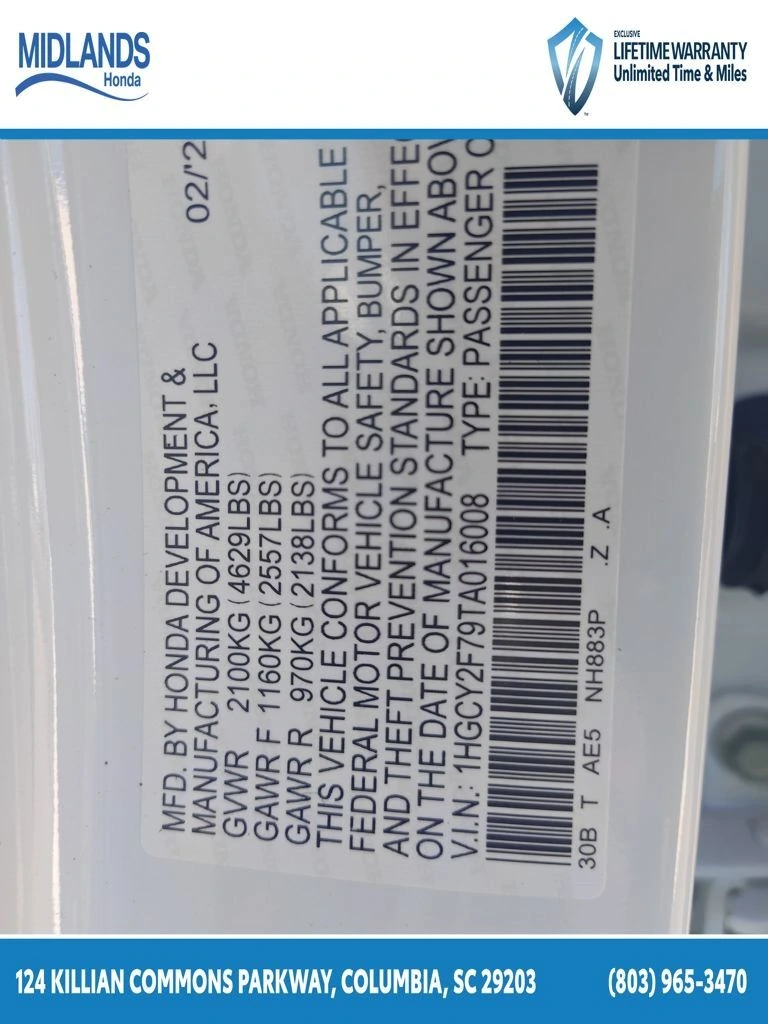 MIDLANDS
Honda
EXCLUSIVE
LIFETIME WARRANTY
Unlimited Time & Miles
MFD. BY HONDA DEVELOPMENT & 02/'2
MANUFACTURING OF AMERICA, LLC
GVWR 2100KG (4629LBS)
GAWR F 1160KG (2557LBS)
GAWR R 970KG (2138LBS)
THIS VEHICLE CONFORMS TO ALL APPLICABLE
FEDERAL MOTOR VEHICLE SAFETY, BUMPER,
AND THEFT PREVENTION STANDARDS IN EFFEC
ON THE DATE OF MANUFACTURE SHOWN ABOV
V.I.N.: 1HGCY2F79TA016008 TYPE: PASSENGER C
30B T AE5 NH883P .Z .A
124 KILLIAN COMMONS PARKWAY, COLUMBIA, SC 29203
(803) 965-3470